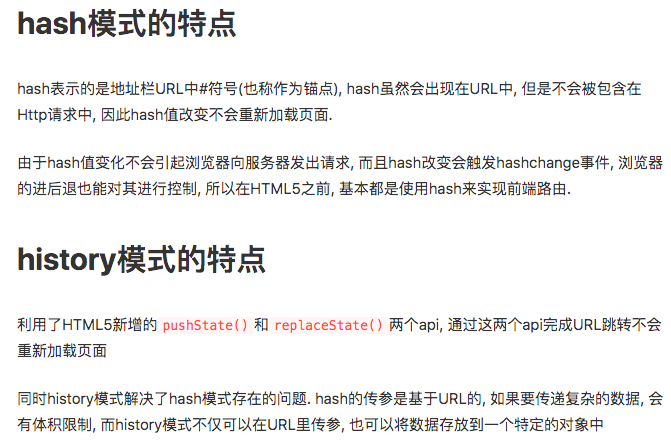 hash模式的特点
hash表示的是地址栏URL中#符号(也称作为锚点), hash虽然会出现在URL中, 但是不会被包含在
Http请求中, 因此hash值改变不会重新加载页面.
由于hash值变化不会引起浏览器向服务器发出请求, 而且hash改变会触发hashchange事件, 浏览器
的进后退也能对其进行控制, 所以在HTML5之前, 基本都是使用hash来实现前端路由.
history模式的特点
利用了HTML5新增的 pushState() 和 replaceState() 两个api, 通过这两个api完成URL跳转不会
重新加载页面
同时history模式解决了hash模式存在的问题. hash的传参是基于URL的, 如果要传递复杂的数据, 会
有体积限制, 而history模式不仅可以在URL里传参, 也可以将数据存放到一个特定的对象中